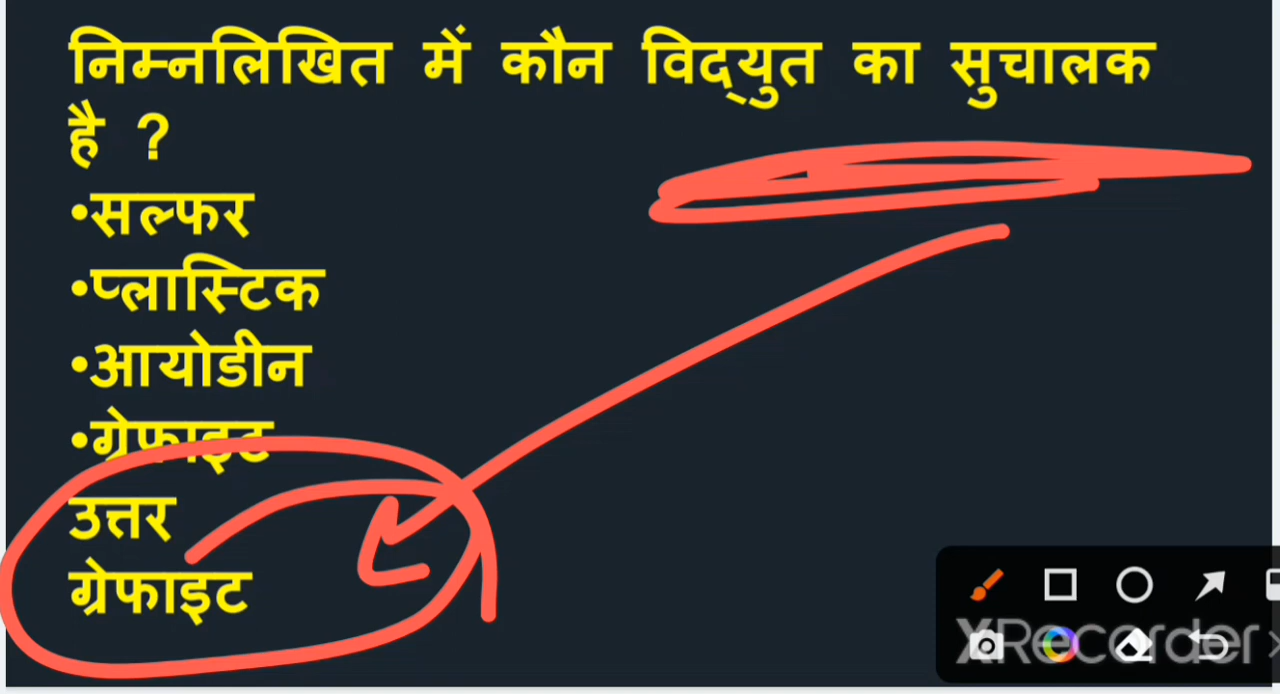 निम्नलिखित में कौन विद्‌युत का सुचालक
है ?
•सल्फर
•प्लास्टिक
•आयोडीन
•ग्रेफाइट
उत्तर
ग्रेफाइट
XRecorder